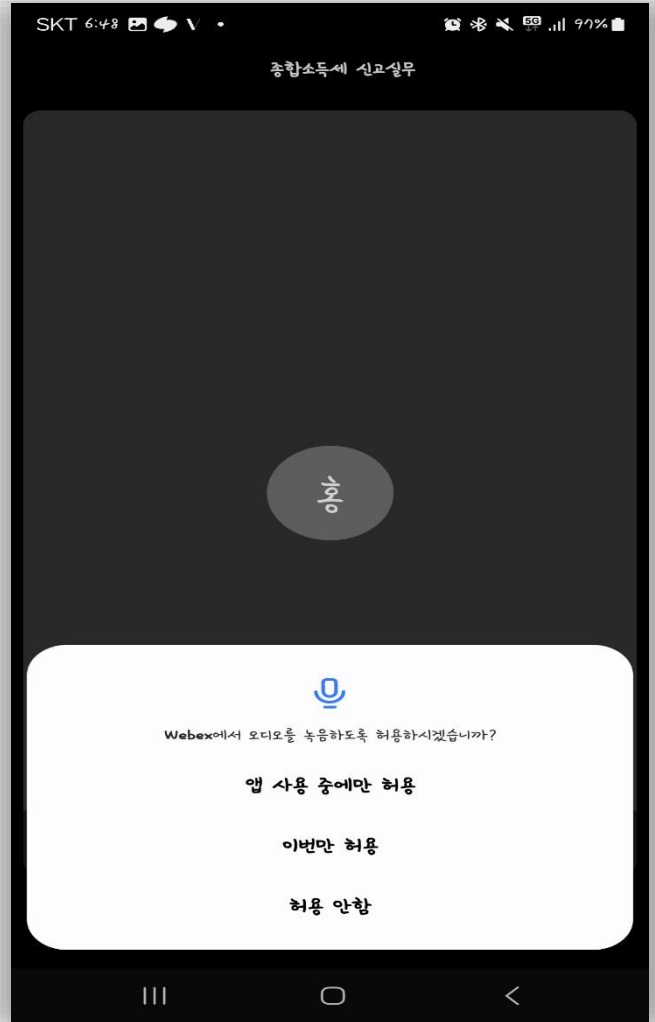 SKT 6:48 5G 97%
종합소득세 신고실무
홍
Webex에서 오디오를 녹음하도록 허용하시겠습니까?
앱 사용 중에만 허용
이번만 허용
허용 안함